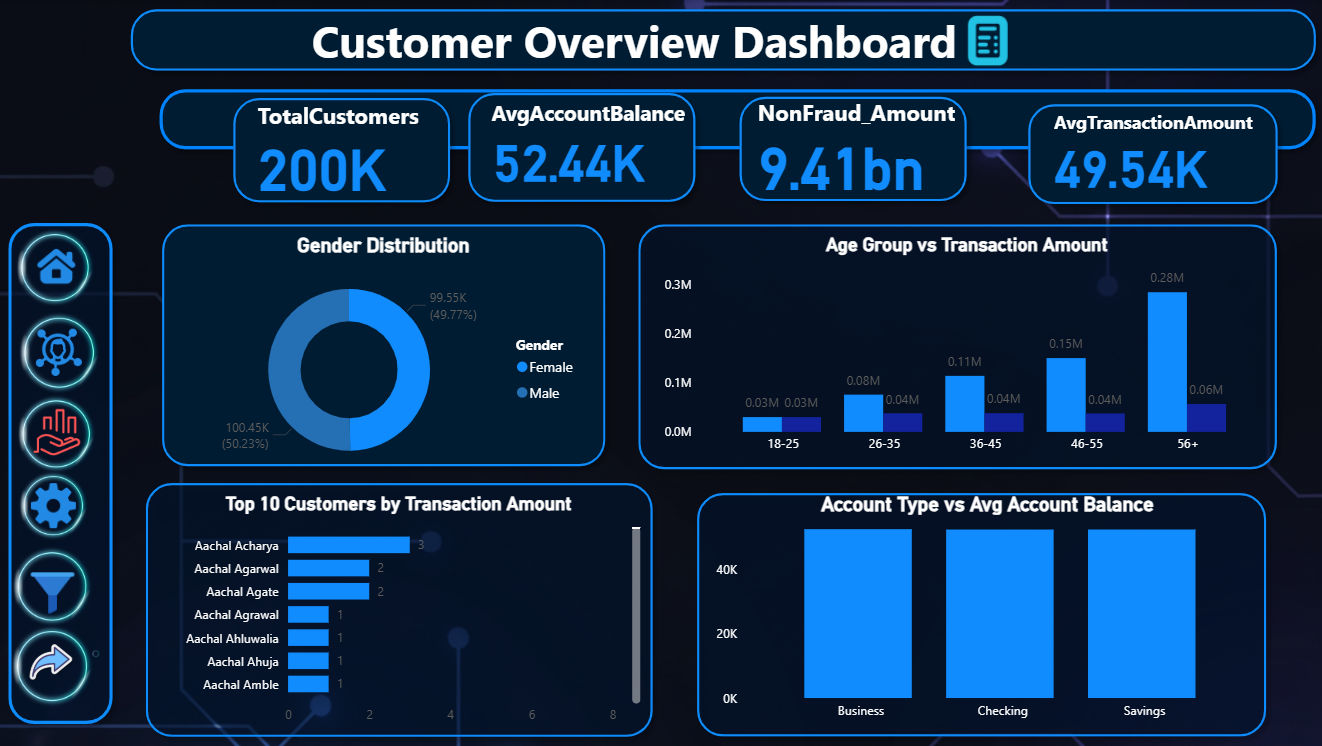 Customer Overview Dashboard
TotalCustomers
200K
AvgAccountBalance
52.44K
NonFraud_Amount
9.41bn
AvgTransactionAmount
49.54K
Gender Distribution
99.55K
(49.77%)
100.45K
(50.23%)
Gender
Female
Male
Age Group vs Transaction Amount
0.3M
0.2M
0.1M
0.0M
0.03M 0.03M
0.08M 0.04M
0.11M 0.04M
0.15M 0.04M
0.28M 0.06M
18-25 26-35 36-45 46-55 56+
Top 10 Customers by Transaction Amount
Aachal Acharya 3
Aachal Agarwal 2
Aachal Agate 2
Aachal Agrawal 1
Aachal Ahluwalia 1
Aachal Ahuja 1
Aachal Amble 1
0 2 4 6 8
Account Type vs Avg Account Balance
40K
20K
0K
Business Checking Savings